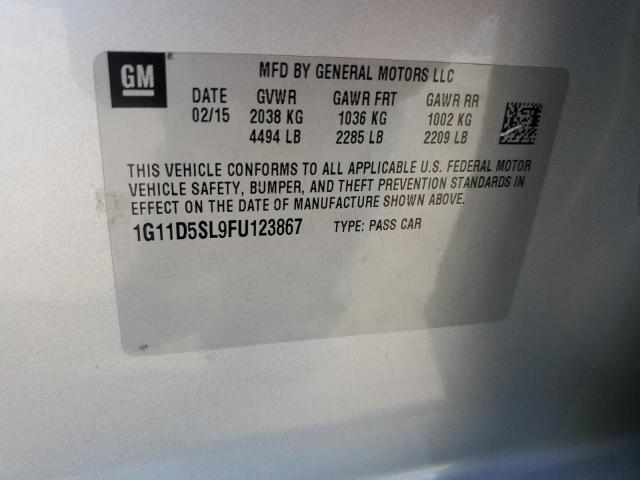 GM
MFD BY GENERAL MOTORS LLC
DATE GVWR GAWR FRT GAWR RR
02/15 2038 KG 1036 KG 1002 KG
4494 LB 2285 LB 2209 LB
THIS VEHICLE CONFORMS TO ALL APPLICABLE U.S. FEDERAL MOTOR
VEHICLE SAFETY, BUMPER, AND THEFT PREVENTION STANDARDS IN
EFFECT ON THE DATE OF MANUFACTURE SHOWN ABOVE.
1G11D5SL9FU123867 TYPE: PASS CAR